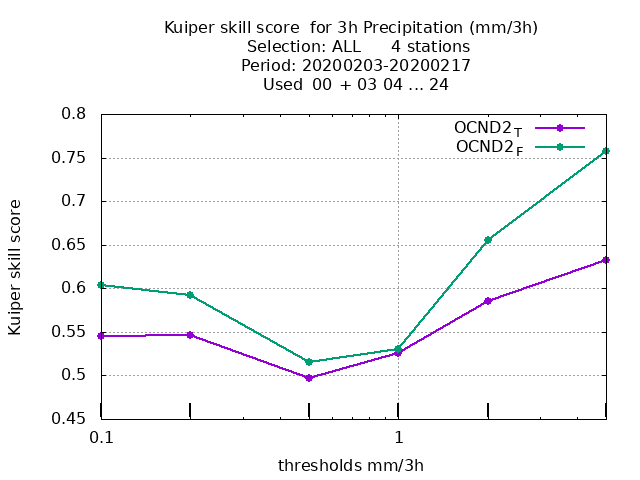 Kuiper skill score  for 3h Precipitation (mm/3h)
Selection: ALL      4 stations
Period: 20200203-20200217
Used  00 + 03 04 ... 24
OCND2T
OCND2F
0.8
0.75
0.7
0.65
0.6
0.55
0.5
0.45
Kuiper skill score
0.1 1
thresholds mm/3h